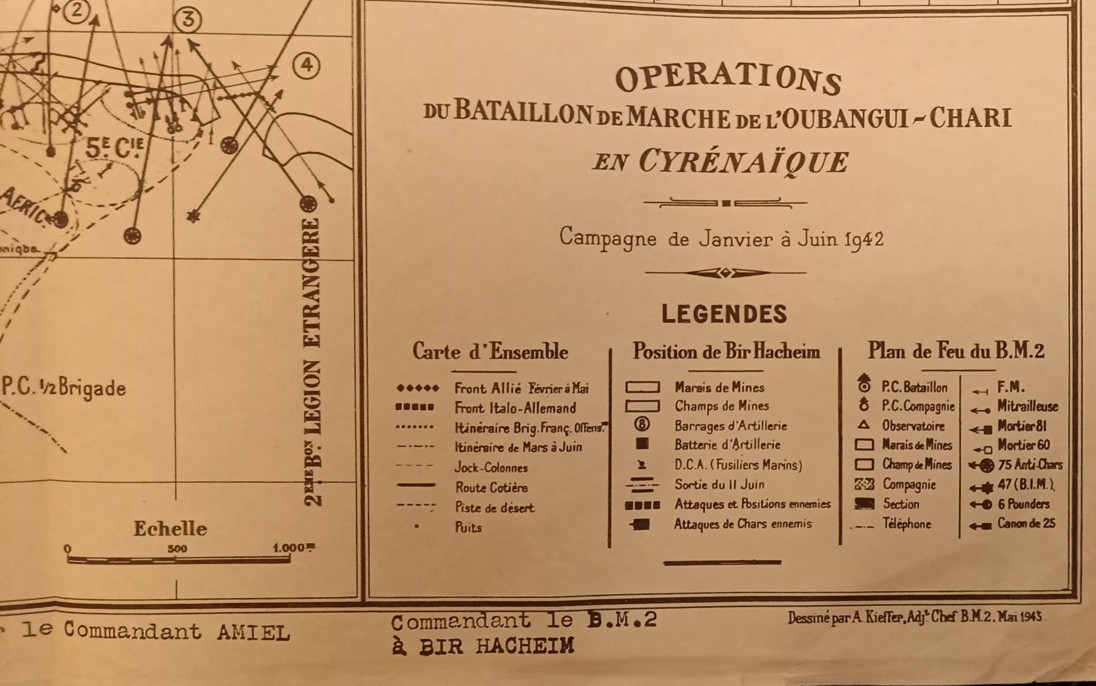 ②
③
④
5E CIE
AFRIC
P.C. 1/2 Brigade
2EME BON LEGION ETRANGERE
Echelle
0 500 1.000m
OPERATIONS
DU BATAILLON DE MARCHE DE L'OUBANGUI-CHARI
EN CYRÉNAÏQUE
Campagne de Janvier à Juin 1942
LEGENDES
Carte d'Ensemble
Front Allié Février à Mai
Front Italo-Allemand
Itinéraire Brig. Franç. Offens.ve
Itinéraire de Mars à Juin
Jock-Colonnes
Route Cotière
Piste de désert
Puits
Position de Bir Hacheim
Marais de Mines
Champs de Mines
⑧ Barrages d'Artillerie
Batterie d'Artillerie
D.C.A. (Fusiliers Marins)
Sortie du 11 Juin
Attaques et Positions ennemies
Attaques de Chars ennemis
Plan de Feu du B.M.2
P.C. Bataillon
P.C. Compagnie
Observatoire
Marais de Mines
Champ de Mines
Compagnie
Section
Téléphone
F.M.
Mitrailleuse
Mortier 81
Mortier 60
75 Anti-Chars
47 (B.I.M.)
6 Pounders
Canon de 25
le Commandant AMIEL
Commandant le B.M.2
à BIR HACHEIM
Dessiné par A. Kieffer, Adjt Chef B.M.2. Mai 1943.